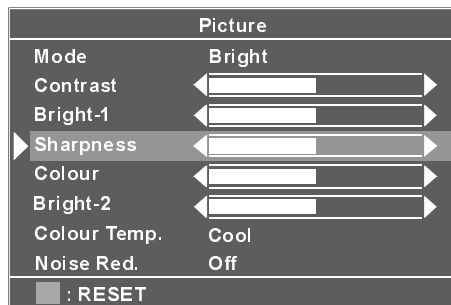 Picture
Mode Bright
Contrast
Bright-1
Sharpness
Colour
Bright-2
Colour Temp. Cool
Noise Red. Off
: RESET